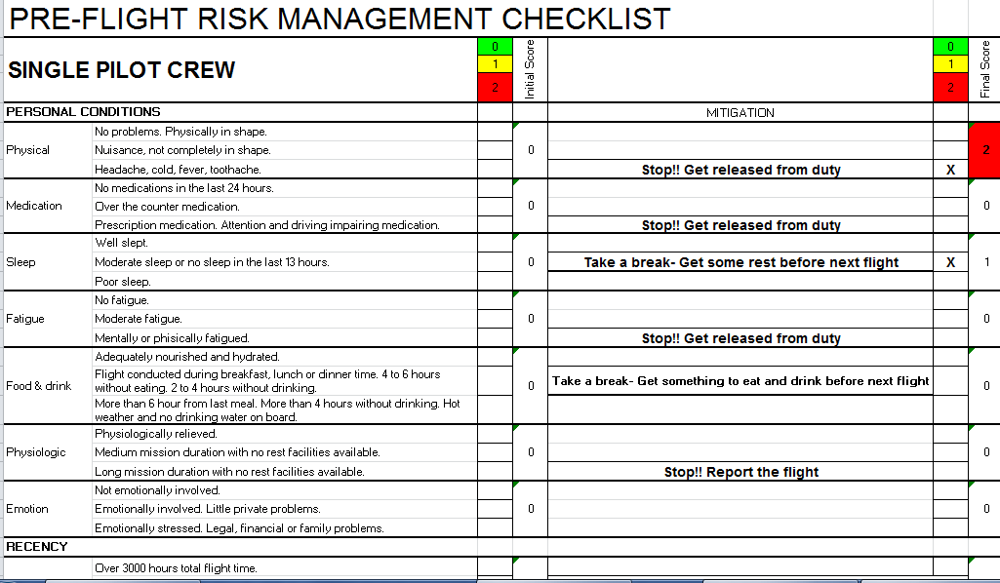 PRE-FLIGHT RISK MANAGEMENT CHECKLIST
SINGLE PILOT CREW
0
1
2
Initial Score
0
1
2
Final Score
PERSONAL CONDITIONS
MITIGATION
Physical
No problems. Physically in shape.
Nuisance, not completely in shape.
0
2
Headache, cold, fever, toothache.
Stop!! Get released from duty
X
Medication
No medications in the last 24 hours.
Over the counter medication.
0
0
Prescription medication. Attention and driving impairing medication.
Stop!! Get released from duty
Sleep
Well slept.
Moderate sleep or no sleep in the last 13 hours.
0
Take a break- Get some rest before next flight
X
1
Poor sleep.
Fatigue
No fatigue.
Moderate fatigue.
0
0
Mentally or phisically fatigued.
Stop!! Get released from duty
Food & drink
Adequately nourished and hydrated.
Flight conducted during breakfast, lunch or dinner time. 4 to 6 hours
without eating. 2 to 4 hours without drinking.
0
Take a break- Get something to eat and drink before next flight
0
More than 6 hour from last meal. More than 4 hours without drinking. Hot
weather and no drinking water on board.
Physiologic
Physiologically relieved.
Medium mission duration with no rest facilities available.
0
0
Long mission duration with no rest facilities available.
Stop!! Report the flight
Emotion
Not emotionally involved.
Emotionally involved. Little private problems.
0
0
Emotionally stressed. Legal, financial or family problems.
RECENCY
Over 3000 hours total flight time.